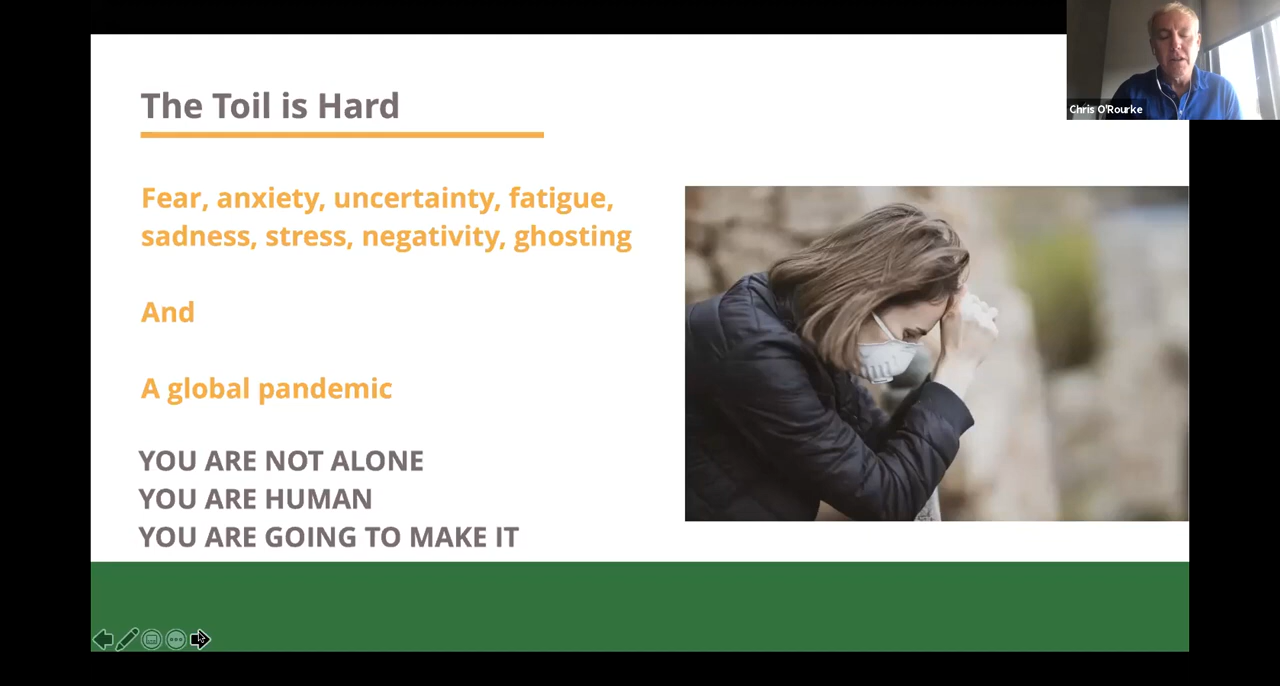 The Toil is Hard
Fear, anxiety, uncertainty, fatigue,
sadness, stress, negativity, ghosting
And
A global pandemic
YOU ARE NOT ALONE
YOU ARE HUMAN
YOU ARE GOING TO MAKE IT
Chris O'Rourke